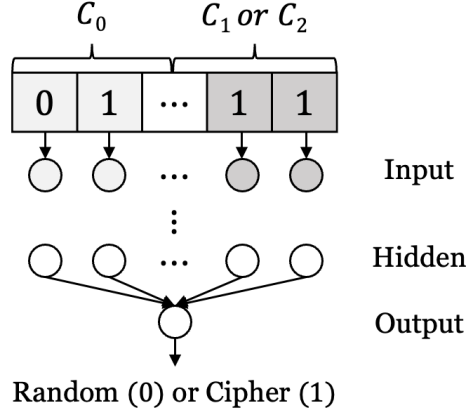 C₀ C₁ or C₂
0 1 ... 1 1
... Input
⋮
... Hidden
Output
Random (0) or Cipher (1)